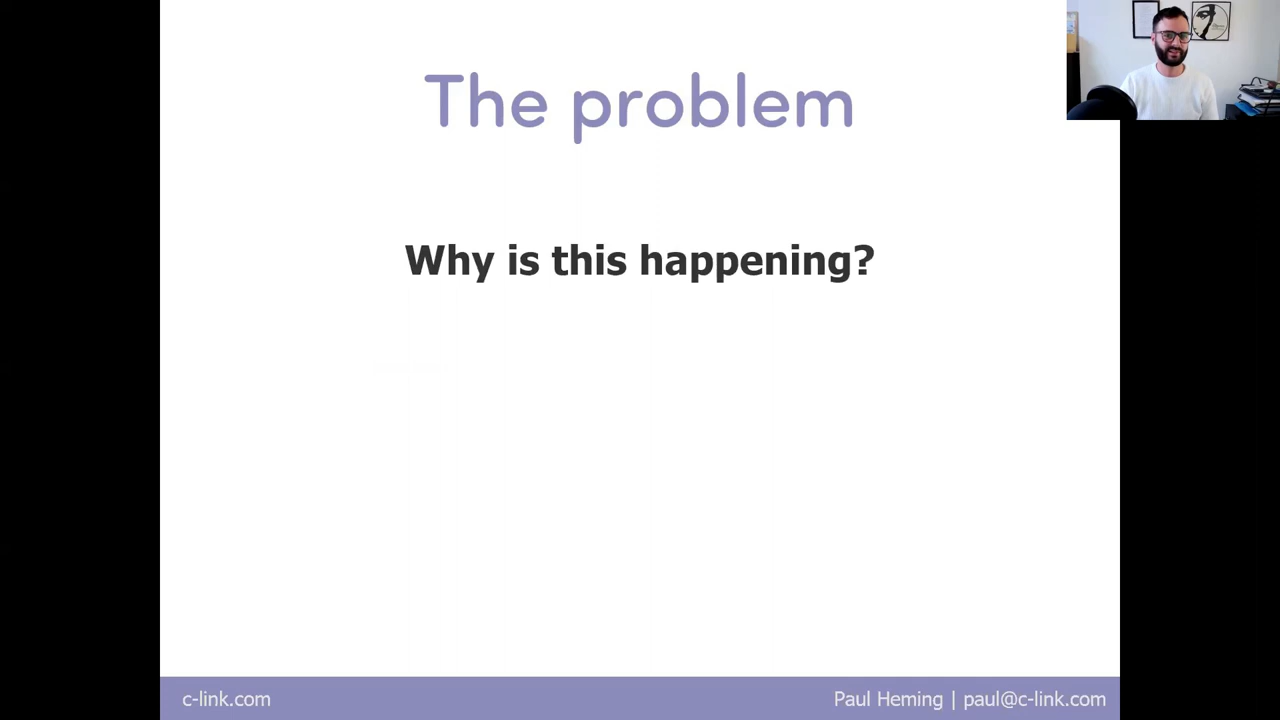 The problem
Why is this happening?
c-link.com
Paul Heming | paul@c-link.com